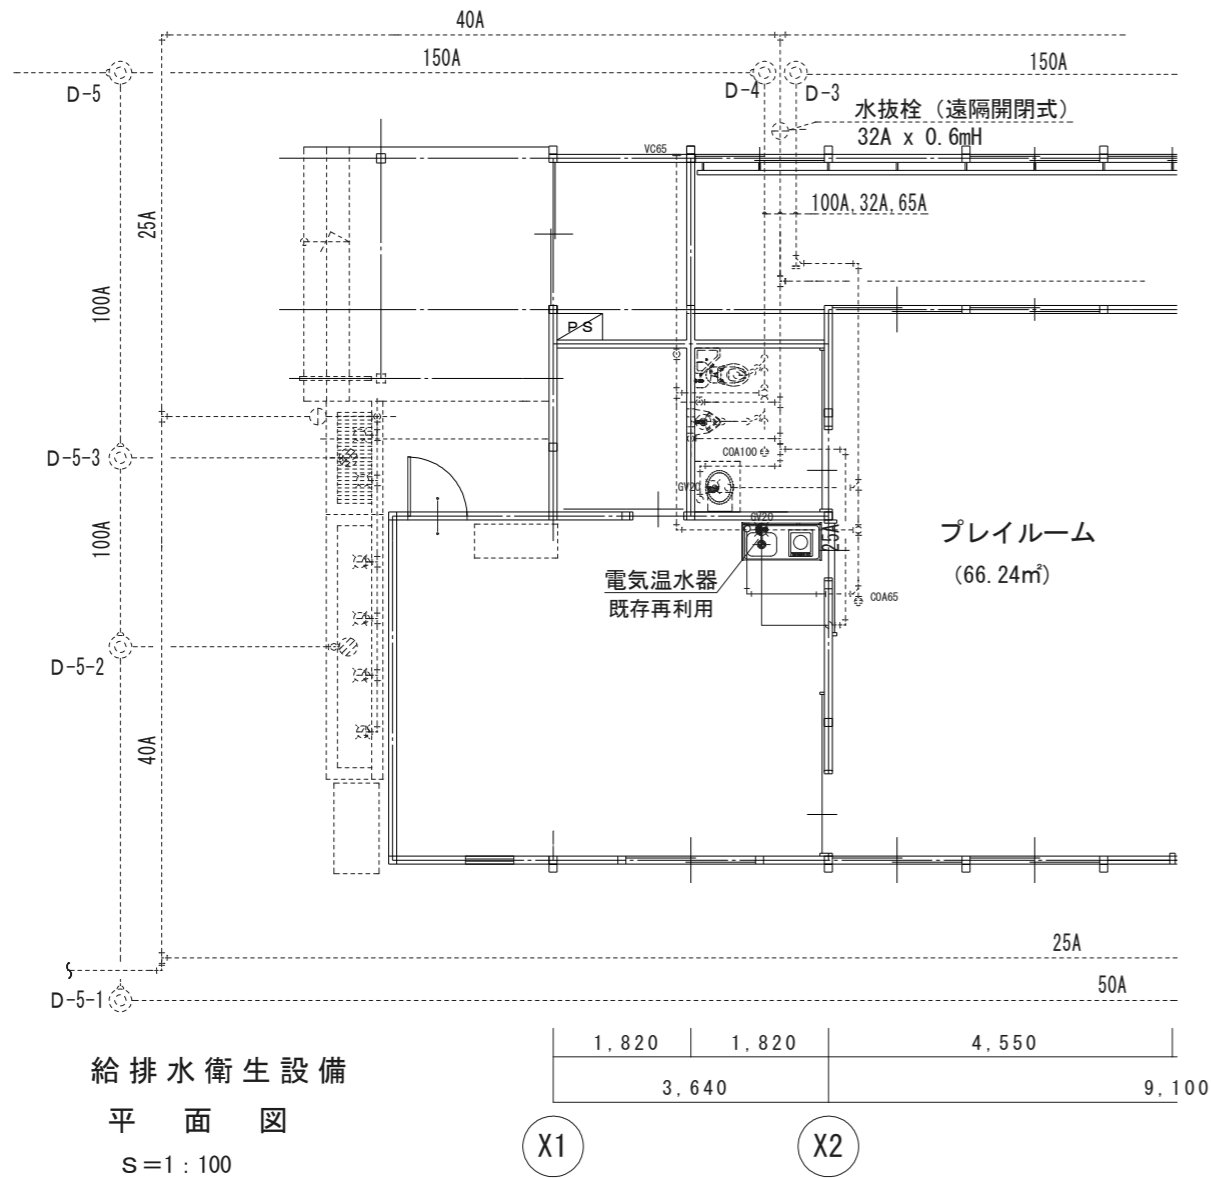 40A
150A
150A
D-5
D-4
D-3
水抜栓（遠隔開閉式）
32A x 0.6mH
VC65
25A
100A,32A,65A
100A
PS
D-5-3
COA100
GV20
GV20
100A
25A
プレイルーム
(66.24㎡)
電気温水器
既存再利用
COA65
D-5-2
40A
25A
D-5-1
50A
1,820
1,820
4,550
3,640
9,100
給排水衛生設備
平面図
S=1:100
X1
X2